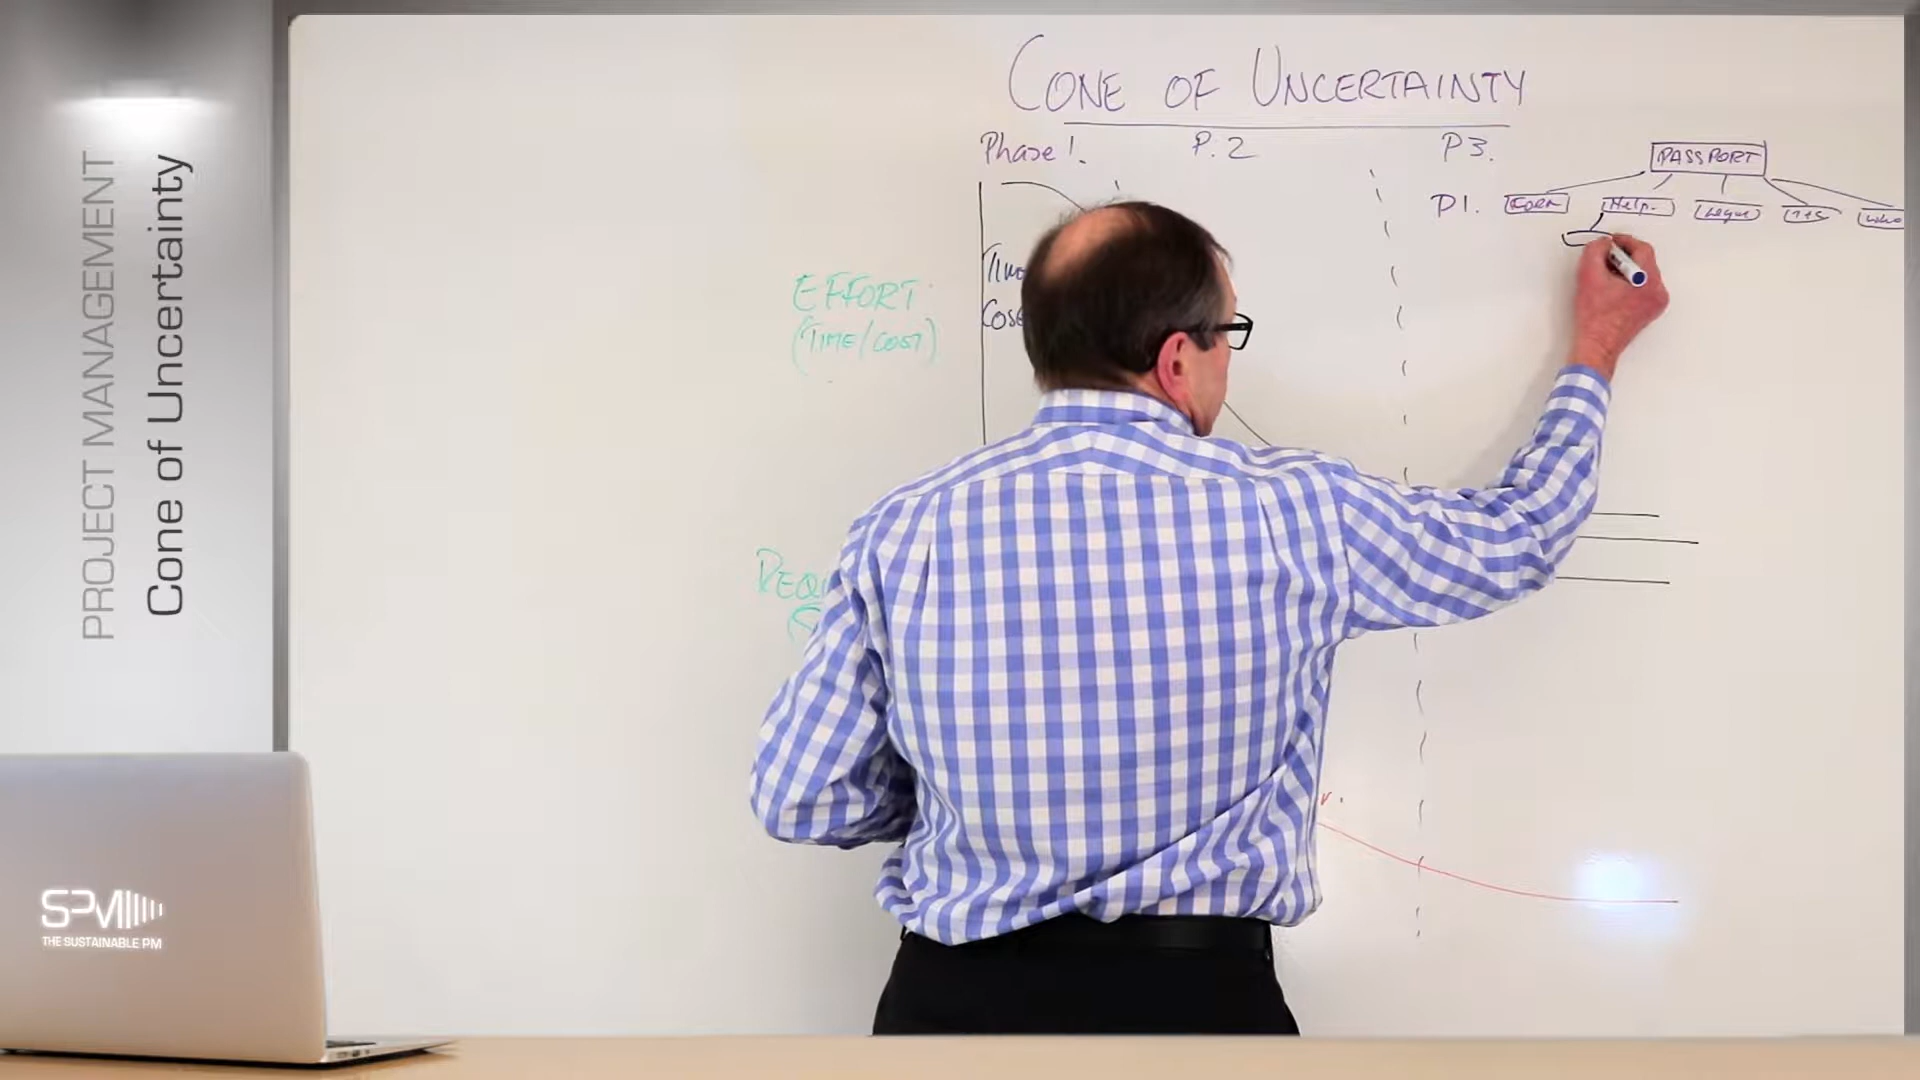 PROJECT MANAGEMENT
Cone of Uncertainty
CONE OF UNCERTAINTY
Phase 1.
P. 2
P3.
PASSPORT
P1.
FORM
Help.
Legal
EFFORT
(TIME/COST)
SPM
THE SUSTAINABLE PM